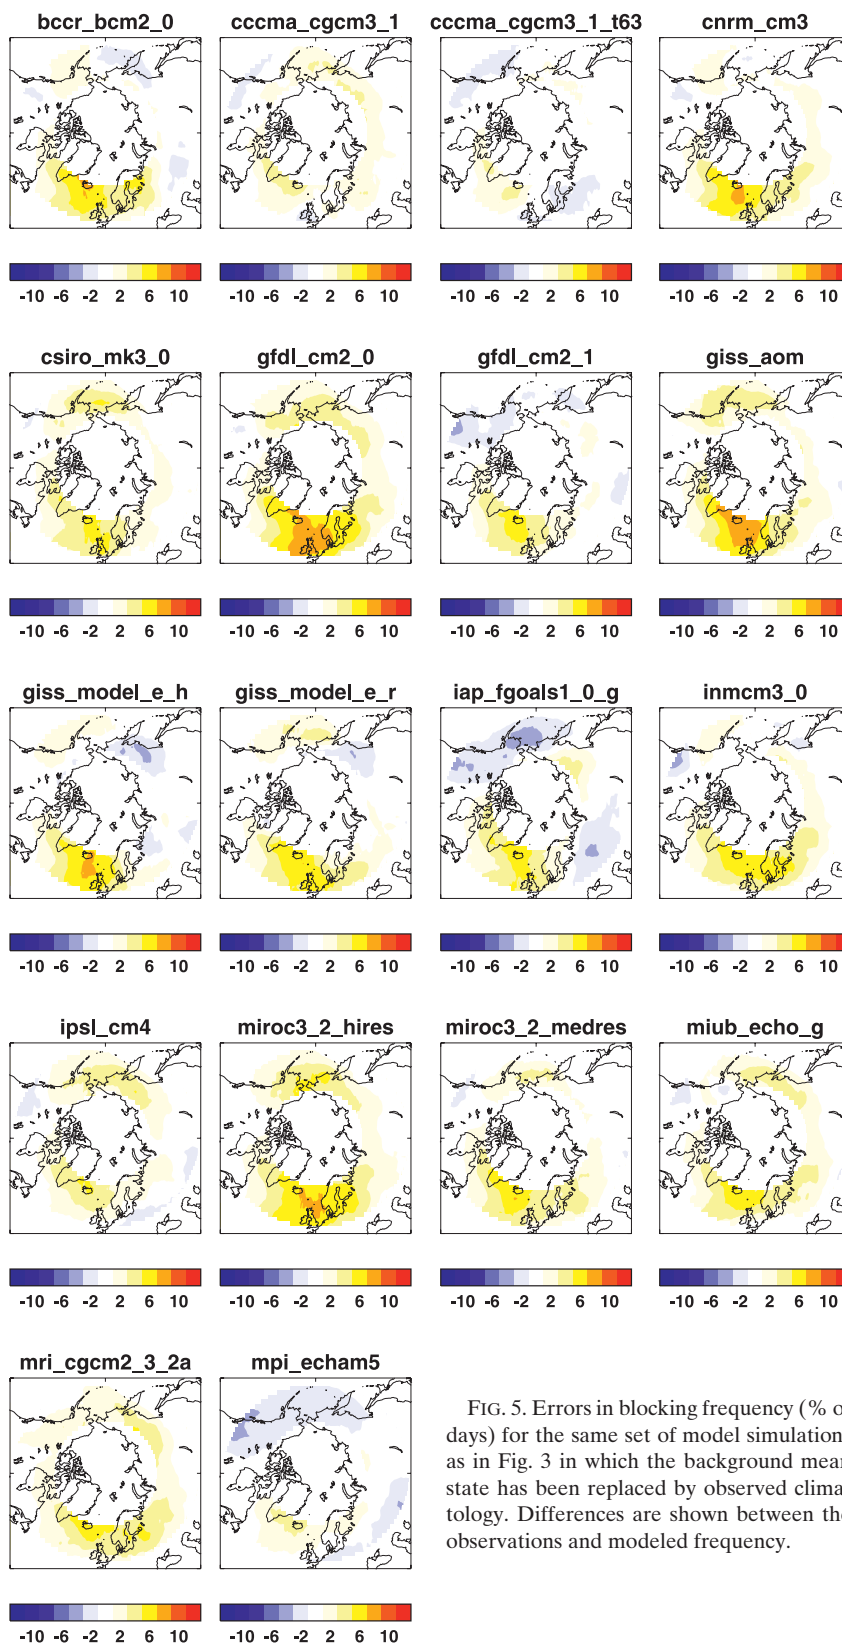 bccr_bcm2_0 cccma_cgcm3_1 cccma_cgcm3_1_t63 cnrm_cm3
-10 -6 -2 2 6 10 -10 -6 -2 2 6 10 -10 -6 -2 2 6 10 -10 -6 -2 2 6 10
csiro_mk3_0 gfdl_cm2_0 gfdl_cm2_1 giss_aom
-10 -6 -2 2 6 10 -10 -6 -2 2 6 10 -10 -6 -2 2 6 10 -10 -6 -2 2 6 10
giss_model_e_h giss_model_e_r iap_fgoals1_0_g inmcm3_0
-10 -6 -2 2 6 10 -10 -6 -2 2 6 10 -10 -6 -2 2 6 10 -10 -6 -2 2 6 10
ipsl_cm4 miroc3_2_hires miroc3_2_medres miub_echo_g
-10 -6 -2 2 6 10 -10 -6 -2 2 6 10 -10 -6 -2 2 6 10 -10 -6 -2 2 6 10
mri_cgcm2_3_2a mpi_echam5
-10 -6 -2 2 6 10 -10 -6 -2 2 6 10
FIG. 5. Errors in blocking frequency (% o
days) for the same set of model simulation
as in Fig. 3 in which the background mean
state has been replaced by observed clima
tology. Differences are shown between the
observations and modeled frequency.